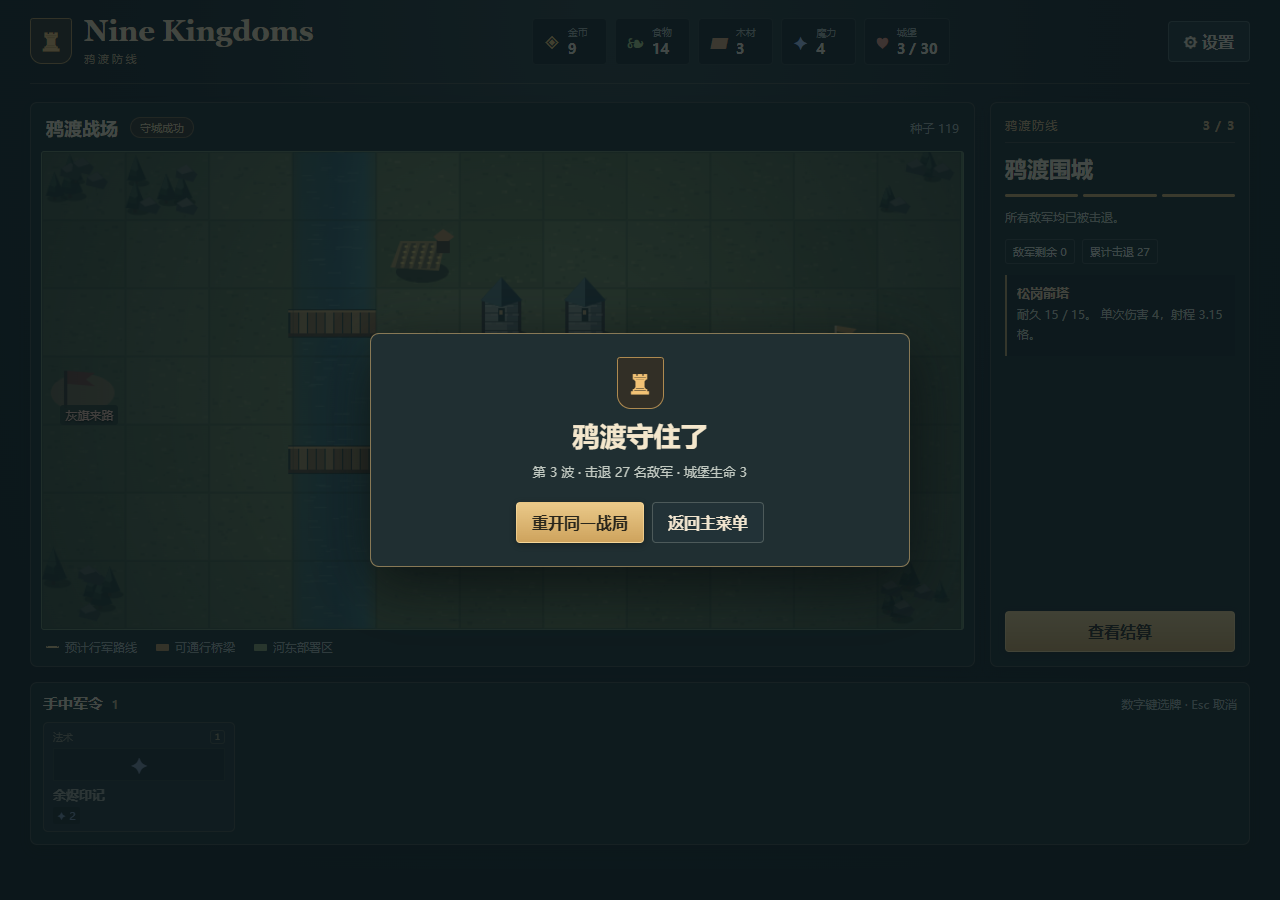 Nine Kingdoms
鸦渡防线
金币
9
食物
14
木材
3
魔力
4
城堡
3 / 30
设置
鸦渡战场
守城成功
种子 119
灰旗来路
预计行军路线
可通行桥梁
河东部署区
鸦渡防线
3 / 3
鸦渡围城
所有敌军均已被击退。
敌军剩余 0
累计击退 27
松岗箭塔
耐久 15 / 15。 单次伤害 4，射程 3.15
格。
查看结算
鸦渡守住了
第 3 波 · 击退 27 名敌军 · 城堡生命 3
重开同一战局
返回主菜单
手中军令 1
数字键选牌 · Esc 取消
法术
1
余烬印记
2